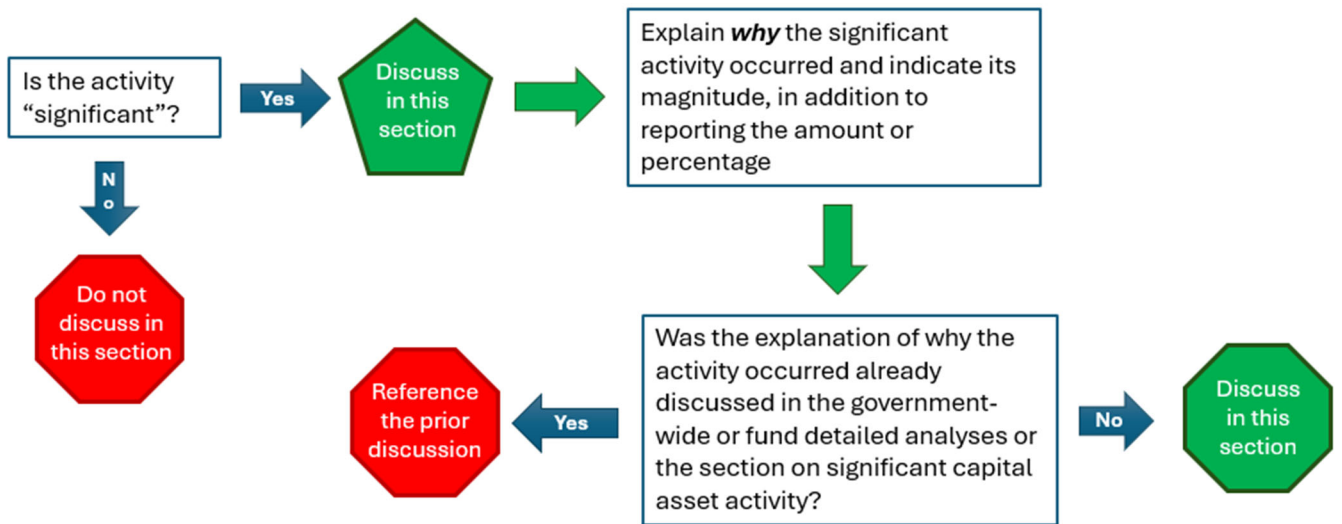 Is the activity
“significant”?
Yes
Discuss
in this
section
Explain why the significant
activity occurred and indicate its
magnitude, in addition to
reporting the amount or
percentage
N
o
Do not
discuss in
this section
Was the explanation of why the
activity occurred already
discussed in the government-
wide or fund detailed analyses or
the section on significant capital
asset activity?
Yes
Reference
the prior
discussion
No
Discuss
in this
section